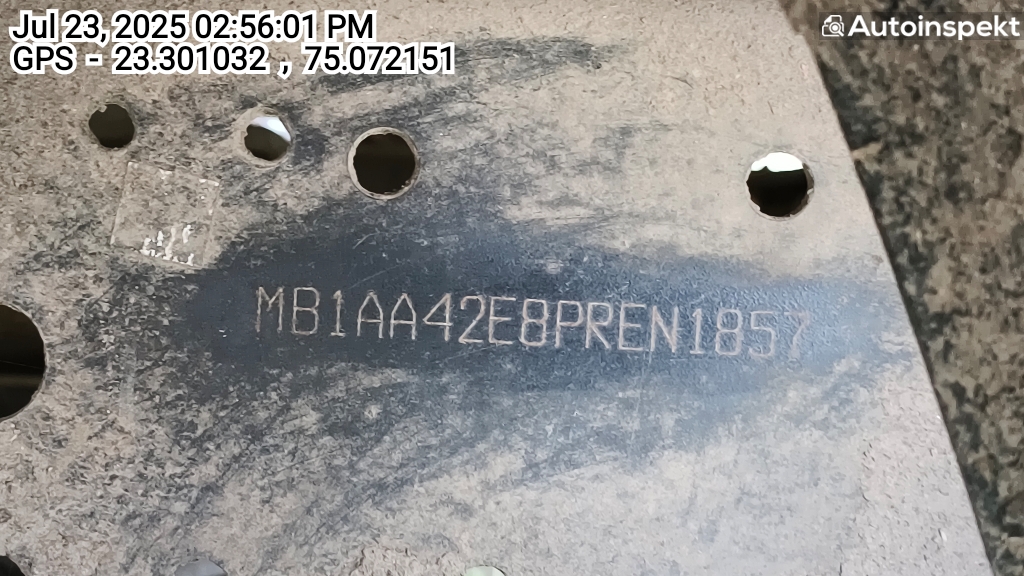 Jul 23, 2025 02:56:01 PM
GPS - 23.301032 , 75.072151
Autoinspekt
MB1AA42E8PREN1857